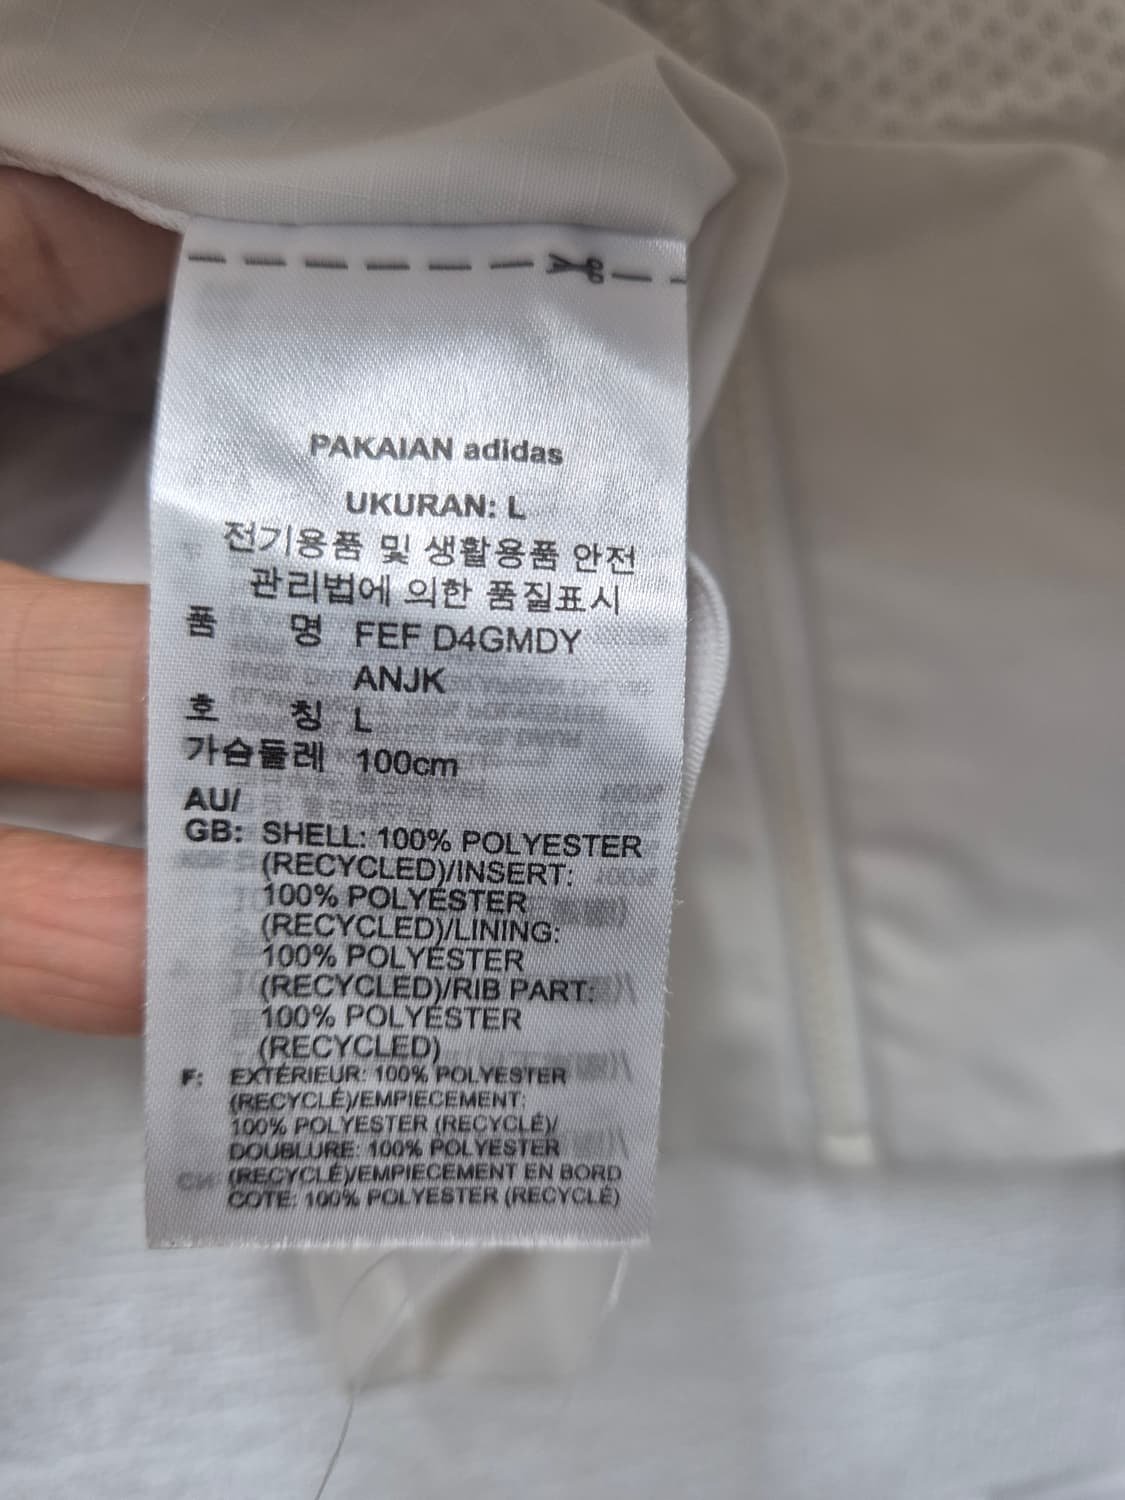 PAKAIAN adidas
UKURAN: L
전기용품 및 생활용품 안전
관리법에 의한 품질표시
품 명 FEF D4GMDY
ANJK
호 칭 L
가슴둘레 100cm
AU/
GB: SHELL: 100% POLYESTER
(RECYCLED)/INSERT:
100% POLYESTER
(RECYCLED)/LINING:
100% POLYESTER
(RECYCLED)/RIB PART:
100% POLYESTER
(RECYCLED)
F: EXTÉRIEUR: 100% POLYESTER
(RECYCLÉ)/EMPIECEMENT:
100% POLYESTER (RECYCLÉ)/
DOUBLURE: 100% POLYESTER
(RECYCLÉ)/EMPIECEMENT EN BORD
COTE: 100% POLYESTER (RECYCLÉ)